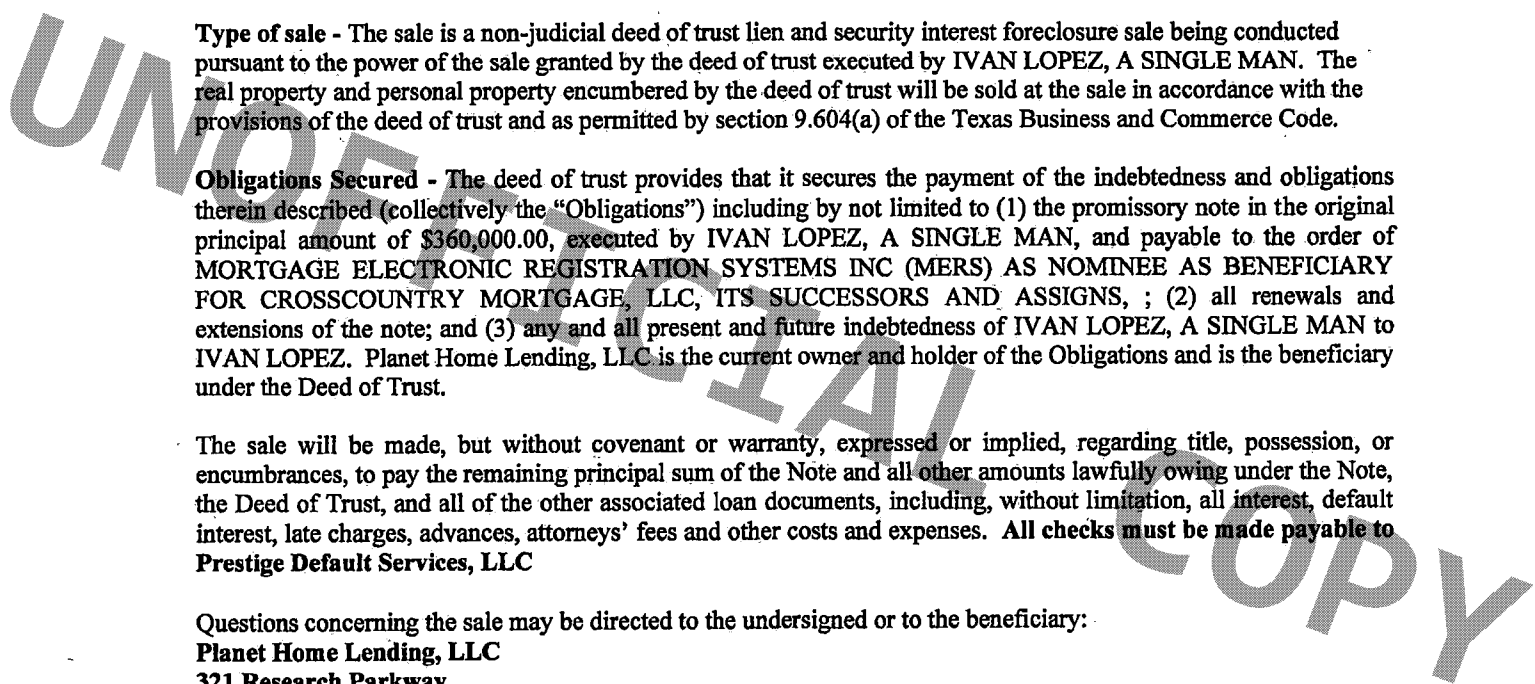 Type of sale - The sale is a non-judicial deed of trust lien and security interest foreclosure sale being conducted
pursuant to the power of the sale granted by the deed of trust executed by IVAN LOPEZ, A SINGLE MAN. The
real property and personal property encumbered by the deed of trust will be sold at the sale in accordance with the
provisions of the deed of trust and as permitted by section 9.604(a) of the Texas Business and Commerce Code.
Obligations Secured - The deed of trust provides that it secures the payment of the indebtedness and obligations
therein described (collectively the “Obligations”) including by not limited to (1) the promissory note in the original
principal amount of $360,000.00, executed by IVAN LOPEZ, A SINGLE MAN, and payable to the order of
MORTGAGE ELECTRONIC REGISTRATION SYSTEMS INC (MERS) AS NOMINEE AS BENEFICIARY
FOR CROSSCOUNTRY MORTGAGE, LLC, ITS SUCCESSORS AND ASSIGNS, ; (2) all renewals and
extensions of the note; and (3) any and all present and future indebtedness of IVAN LOPEZ, A SINGLE MAN to
IVAN LOPEZ. Planet Home Lending, LLC is the current owner and holder of the Obligations and is the beneficiary
under the Deed of Trust.
The sale will be made, but without covenant or warranty, expressed or implied, regarding title, possession, or
encumbrances, to pay the remaining principal sum of the Note and all other amounts lawfully owing under the Note,
the Deed of Trust, and all of the other associated loan documents, including, without limitation, all interest, default
interest, late charges, advances, attorneys’ fees and other costs and expenses. All checks must be made payable to
Prestige Default Services, LLC
Questions concerning the sale may be directed to the undersigned or to the beneficiary:
Planet Home Lending, LLC
321 Research Parkway
UNOFFICIAL COPY